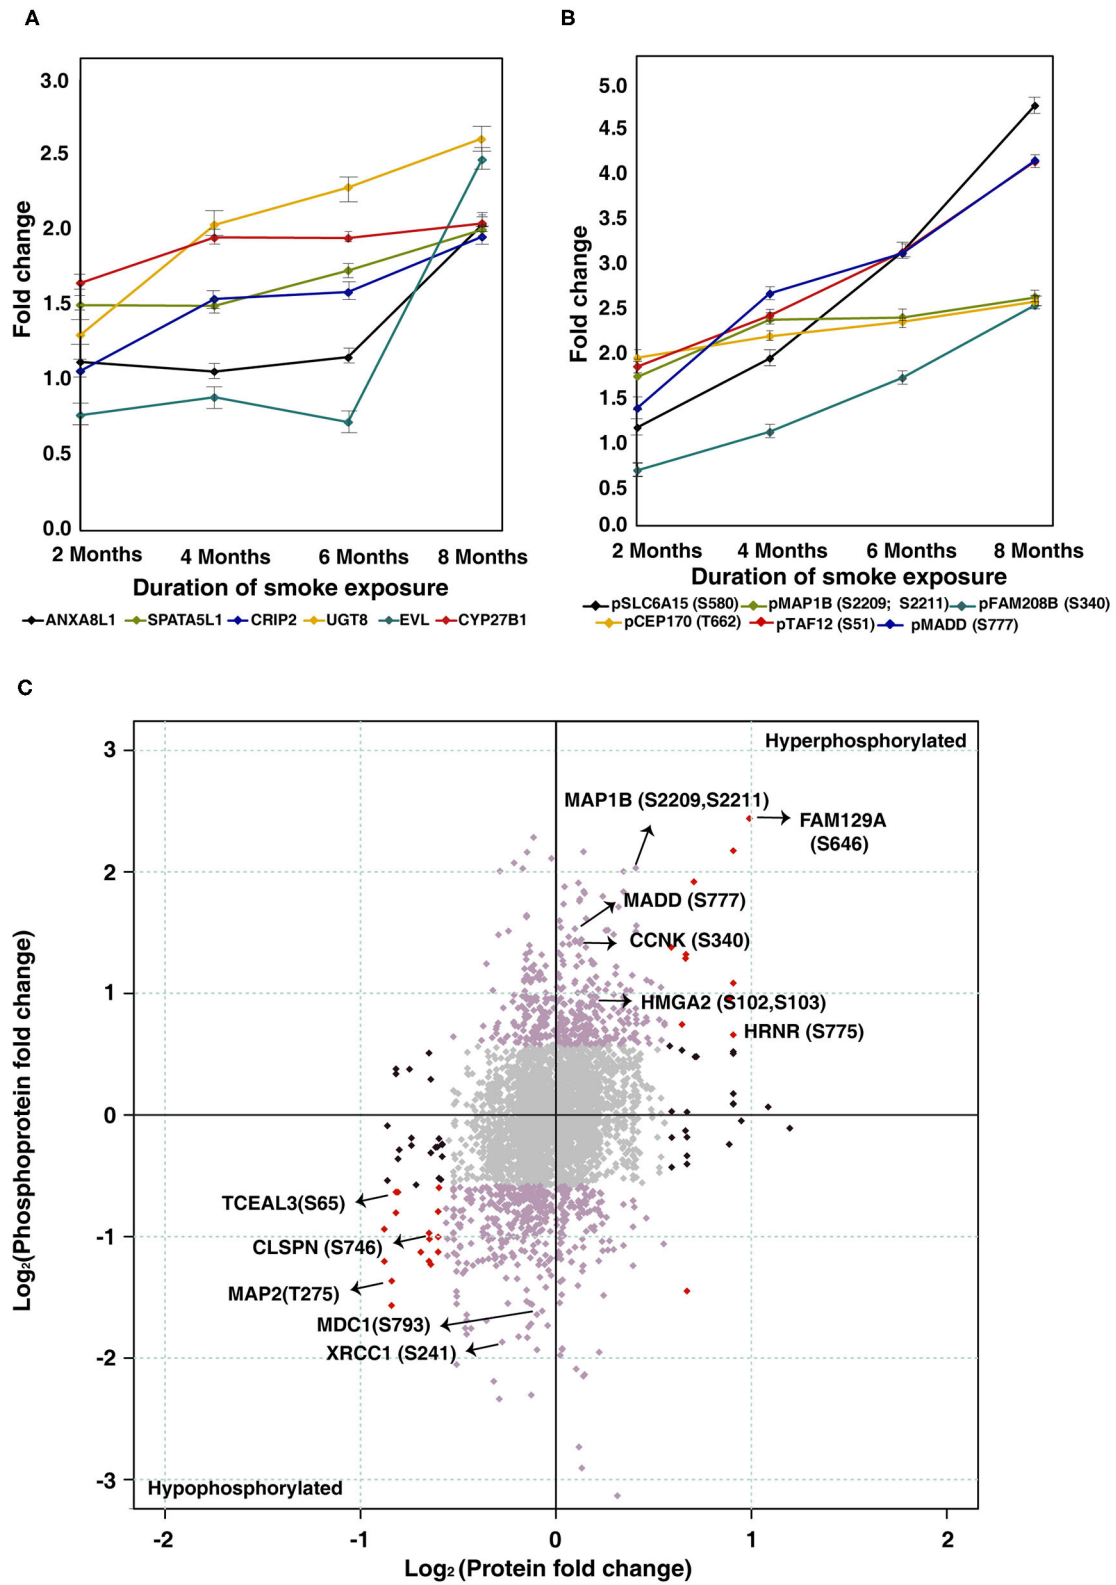 A
3.0
2.5
2.0
1.5
1.0
0.5
0.0
Fold change
2 Months 4 Months 6 Months 8 Months
Duration of smoke exposure
ANXA8L1 SPATA5L1 CRIP2 UGT8 EVL CYP27B1
B
5.0
4.5
4.0
3.5
3.0
2.5
2.0
1.5
1.0
0.5
0.0
Fold change
2 Months 4 Months 6 Months 8 Months
Duration of smoke exposure
pSLC6A15 (S580) pMAP1B (S2209; S2211) pFAM208B (S340)
pCEP170 (T662) pTAF12 (S51) pMADD (S777)
C
3
2
1
0
-1
-2
-3
Log₂(Phosphoprotein fold change)
Hyperphosphorylated
MAP1B (S2209,S2211)
FAM129A
(S646)
MADD (S777)
CCNK (S340)
HMGA2 (S102,S103)
HRNR (S775)
TCEAL3(S65)
CLSPN (S746)
MAP2(T275)
MDC1(S793)
XRCC1 (S241)
Hypophosphorylated
-2 -1 0 1 2
Log₂ (Protein fold change)